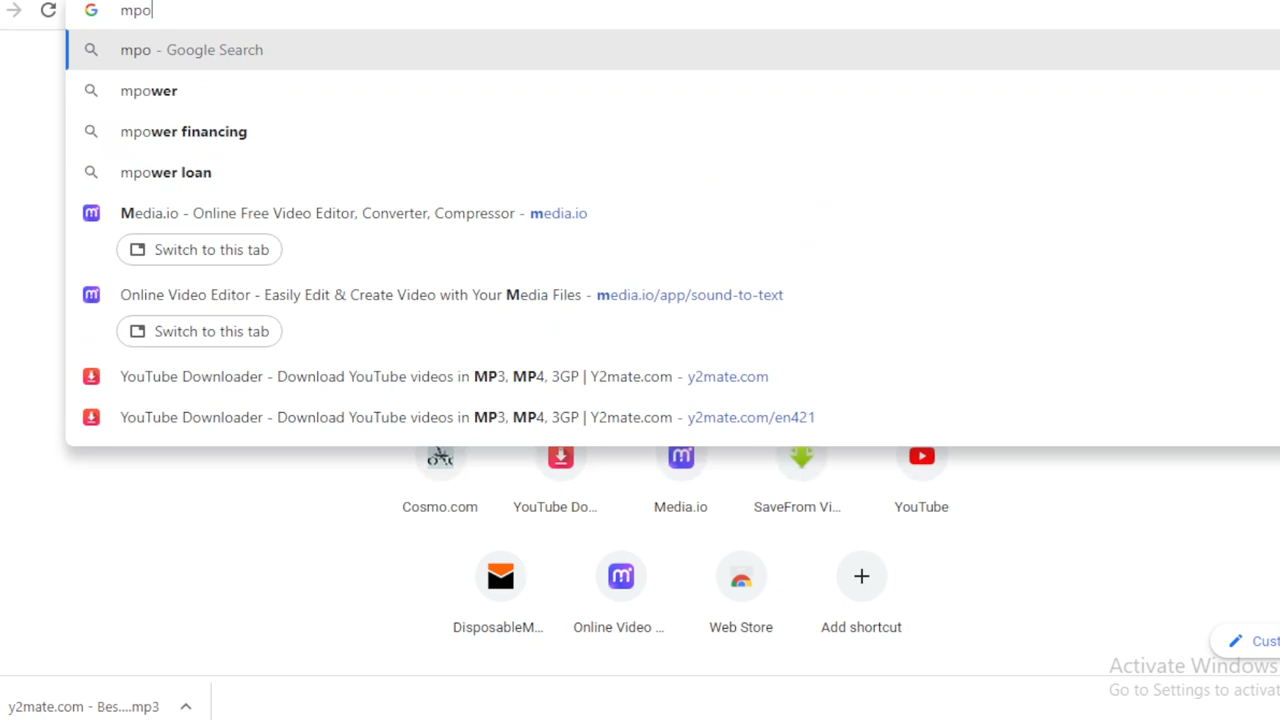 mpo
mpo - Google Search
mpower
mpower financing
mpower loan
Media.io - Online Free Video Editor, Converter, Compressor - media.io
Switch to this tab
Online Video Editor - Easily Edit & Create Video with Your Media Files - media.io/app/sound-to-text
Switch to this tab
YouTube Downloader - Download YouTube videos in MP3, MP4, 3GP | Y2mate.com - y2mate.com
YouTube Downloader - Download YouTube videos in MP3, MP4, 3GP | Y2mate.com - y2mate.com/en421
Cosmo.com YouTube Do... Media.io SaveFrom Vi... YouTube
DisposableM... Online Video ... Web Store Add shortcut
Cust
Activate Windows
Go to Settings to activat
y2mate.com - Bes....mp3